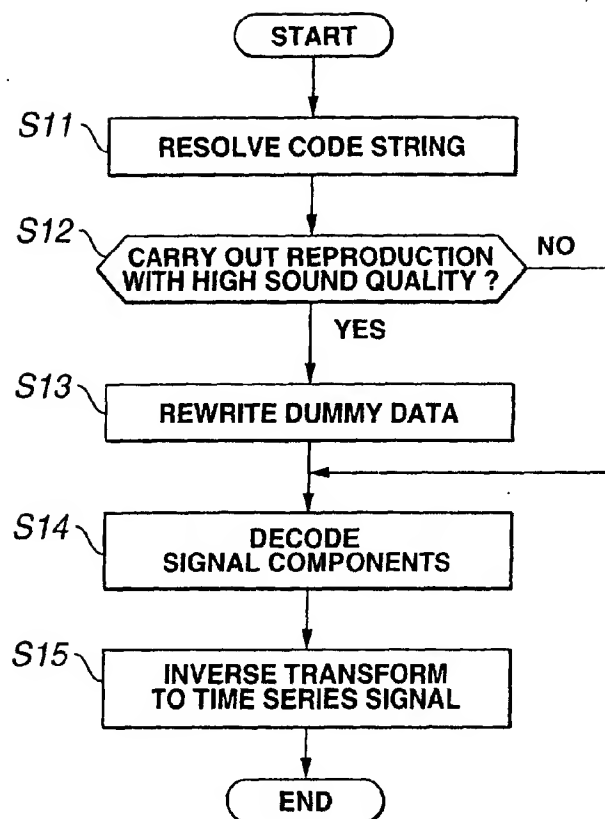 START
S11
RESOLVE CODE STRING
S12
CARRY OUT REPRODUCTION
WITH HIGH SOUND QUALITY ?
NO
YES
S13
REWRITE DUMMY DATA
S14
DECODE
SIGNAL COMPONENTS
S15
INVERSE TRANSFORM
TO TIME SERIES SIGNAL
END